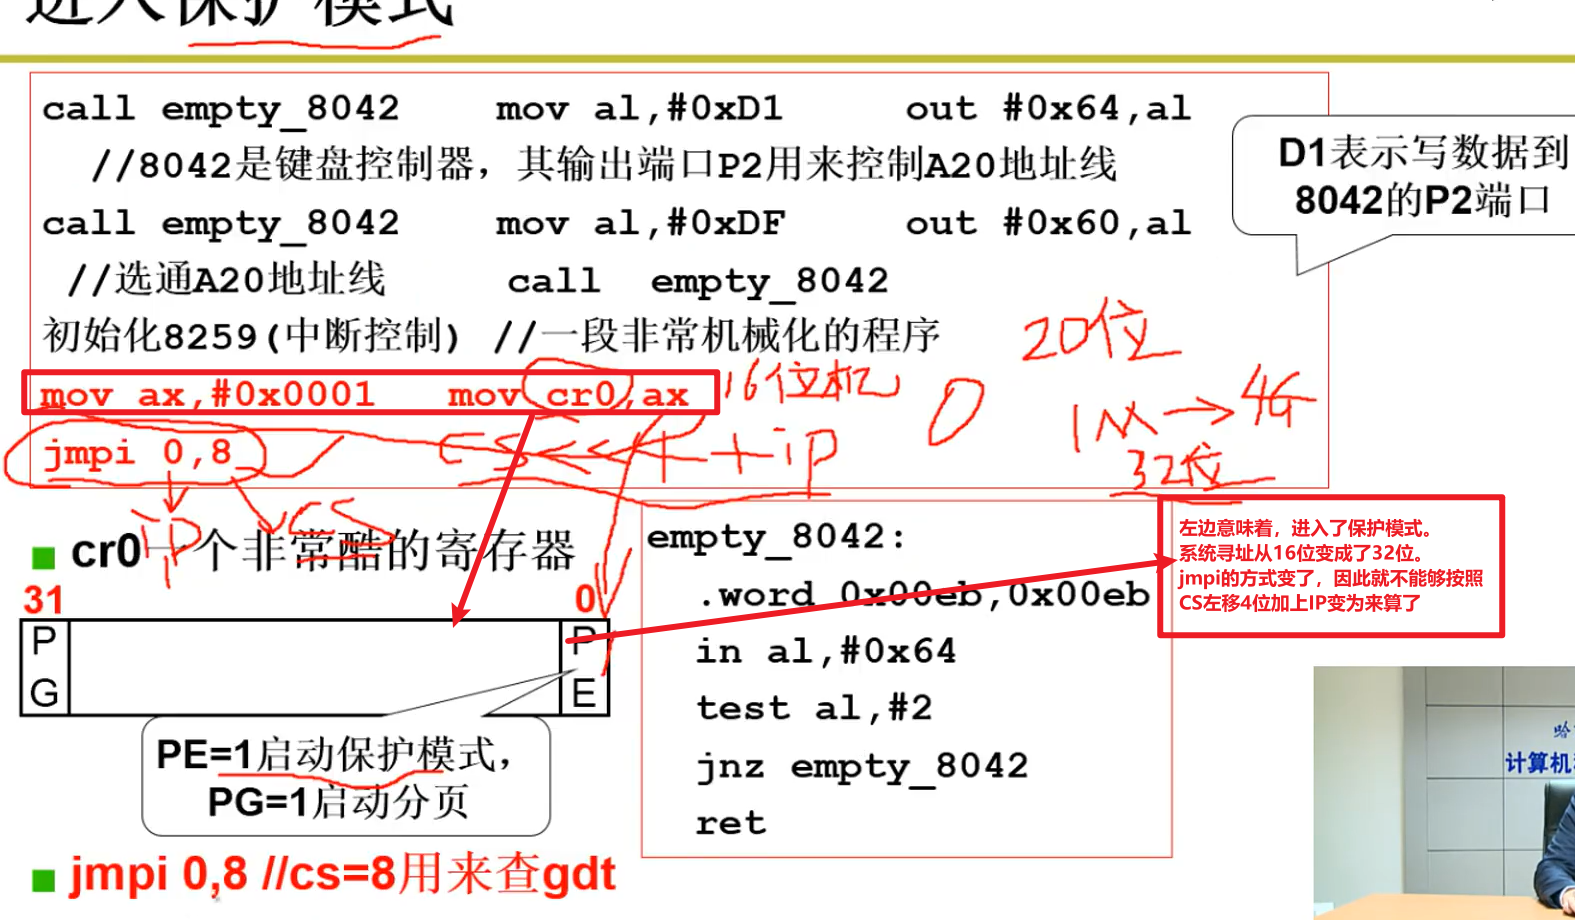 进入保护模式
call empty_8042 mov al,#0xD1 out #0x64,al
//8042是键盘控制器，其输出端口P2用来控制A20地址线
D1表示写数据到
8042的P2端口
call empty_8042 mov al,#0xDF out #0x60,al
//选通A20地址线 call empty_8042
初始化8259(中断控制) //一段非常机械化的程序
20位
mov ax,#0x0001 mov cr0,ax
16位机
0
1M → 4G
jmpi 0,8
CS<<4+ip
32位
ip
CS
cr0一个非常酷的寄存器
31 0
PG
PE
PE=1启动保护模式，
PG=1启动分页
jmpi 0,8 //cs=8用来查gdt
empty_8042:
.word 0x00eb,0x00eb
in al,#0x64
test al,#2
jnz empty_8042
ret
左边意味着，进入了保护模式。
系统寻址从16位变成了32位。
jmpi的方式变了，因此就不能够按照
CS左移4位加上IP变为来算了
计算机